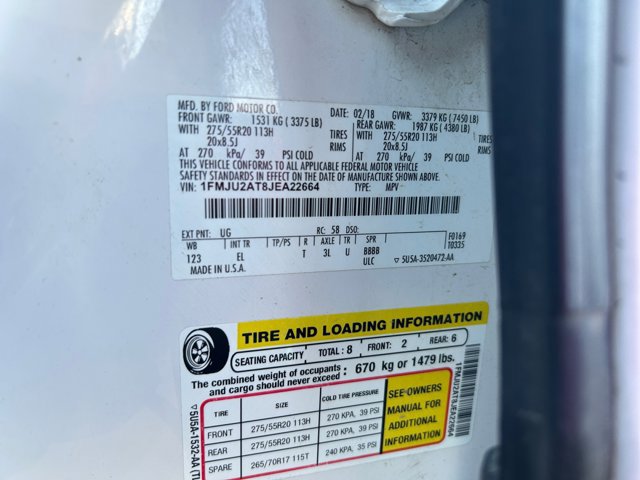 MFD. BY FORD MOTOR CO.
DATE: 02/18 GVWR: 3379 KG (7450 LB)
FRONT GAWR: 1531 KG (3375 LB) REAR GAWR: 1987 KG (4380 LB)
WITH 275/55R20 113H TIRES WITH 275/55R20 113H TIRES
20x8.5J RIMS 20x8.5J RIMS
AT 270 kPa/ 39 PSI COLD AT 270 kPa/ 39 PSI COLD
THIS VEHICLE CONFORMS TO ALL APPLICABLE FEDERAL MOTOR VEHICLE
SAFETY STANDARDS IN EFFECT ON THE DATE OF MANUFACTURE SHOWN ABOVE.
VIN: 1FMJU2AT8JEA22664 TYPE: MPV
EXT PNT: UG RC: 58 DSO: F0169
WB INT TR TP/PS R AXLE TR SPR T0335
123 EL T 3L U BBBB
MADE IN U.S.A. ULC ▽5U5A-3520472-AA
TIRE AND LOADING INFORMATION
SEATING CAPACITY TOTAL: 8 FRONT: 2 REAR: 6
The combined weight of occupants
and cargo should never exceed : 670 kg or 1479 lbs.
TIRE SIZE COLD TIRE PRESSURE
FRONT 275/55R20 113H 270 KPA, 39 PSI
REAR 275/55R20 113H 270 KPA, 39 PSI
SPARE 265/70R17 115T 240 KPA, 35 PSI
SEE OWNERS
MANUAL FOR
ADDITIONAL
INFORMATION
1FMJU2AT8JEA22664
▽5U5A-1532-AA (TI